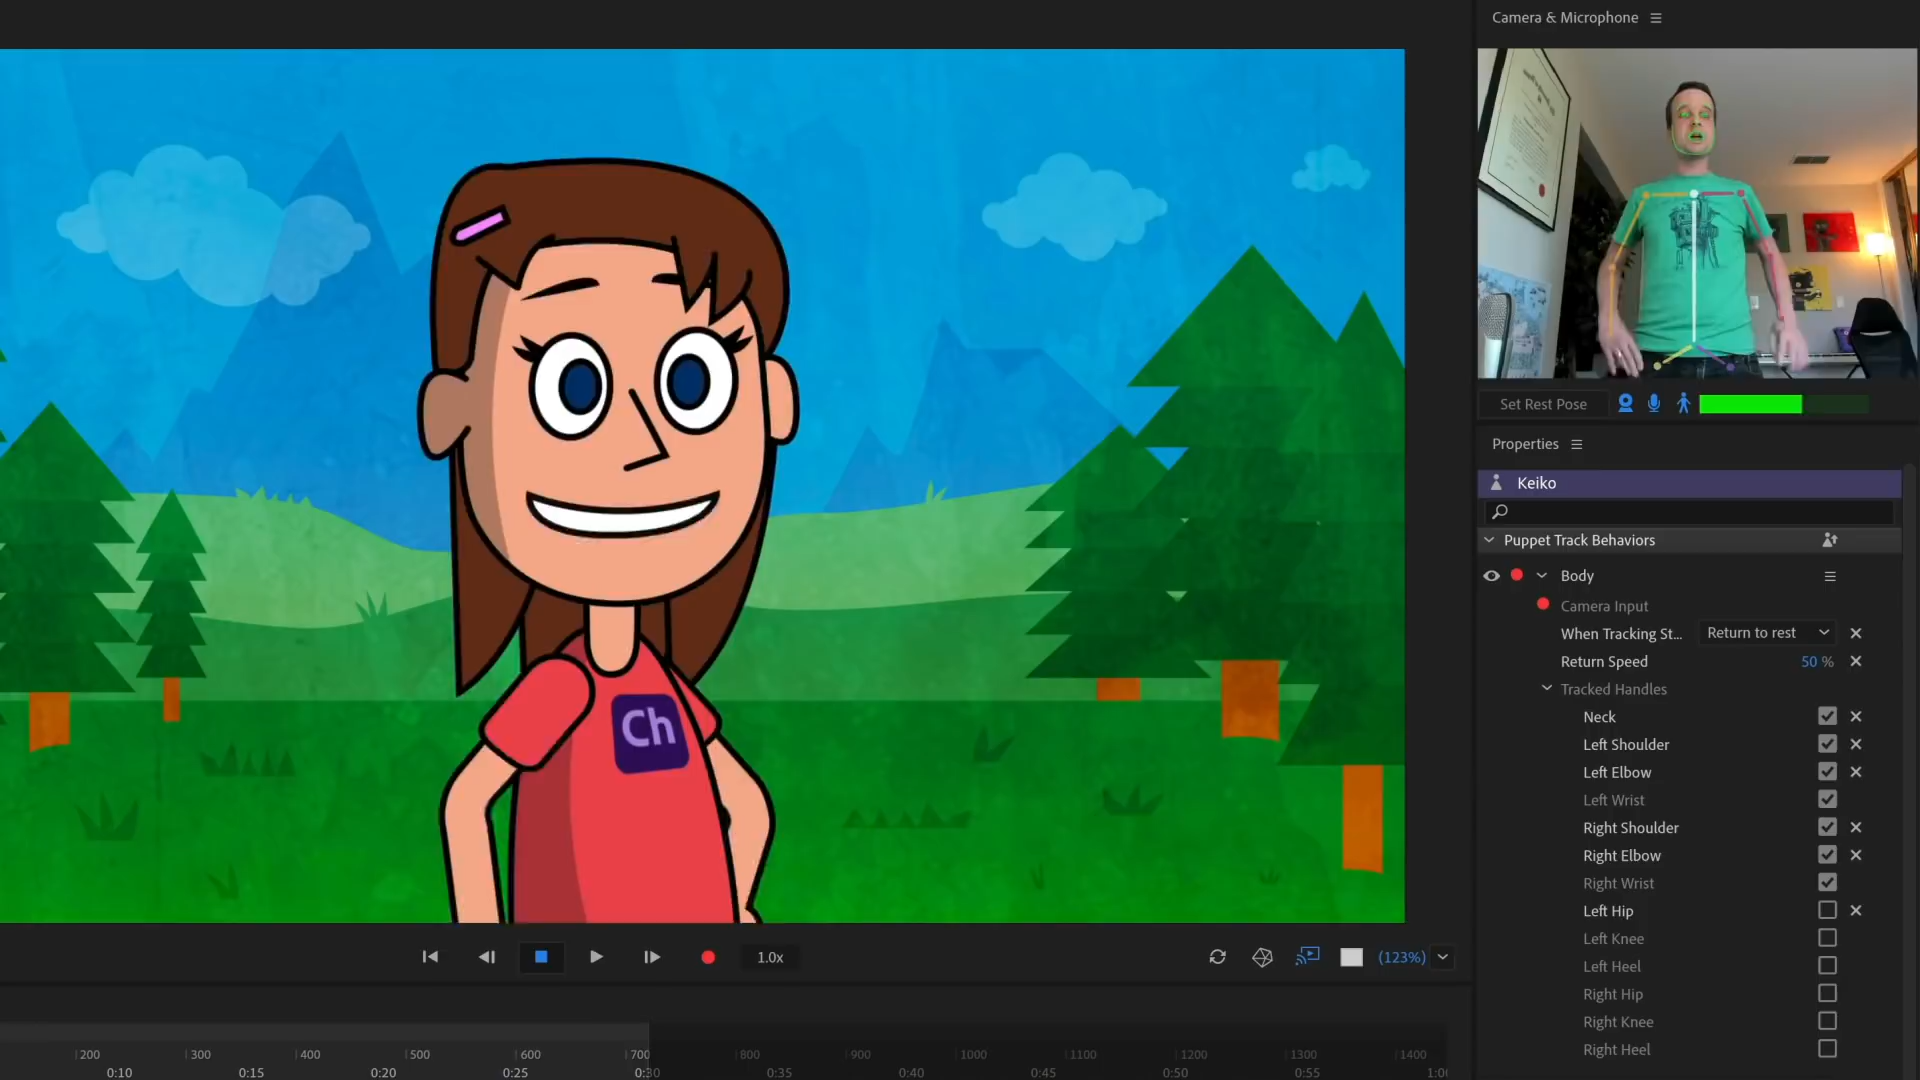 Camera & Microphone
Set Rest Pose
Properties
Keiko
Puppet Track Behaviors
Body
Camera Input
When Tracking St... Return to rest
Return Speed 50 %
Tracked Handles
Neck
Left Shoulder
Left Elbow
Left Wrist
Right Shoulder
Right Elbow
Right Wrist
Left Hip
Left Knee
Left Heel
Right Hip
Right Knee
Right Heel
Ch
1.0x
(123%)
200 300 400 500 600 700 800 900 1000 1100 1200 1300 1400
0:10 0:15 0:20 0:25 0:30 0:35 0:40 0:45 0:50 0:55